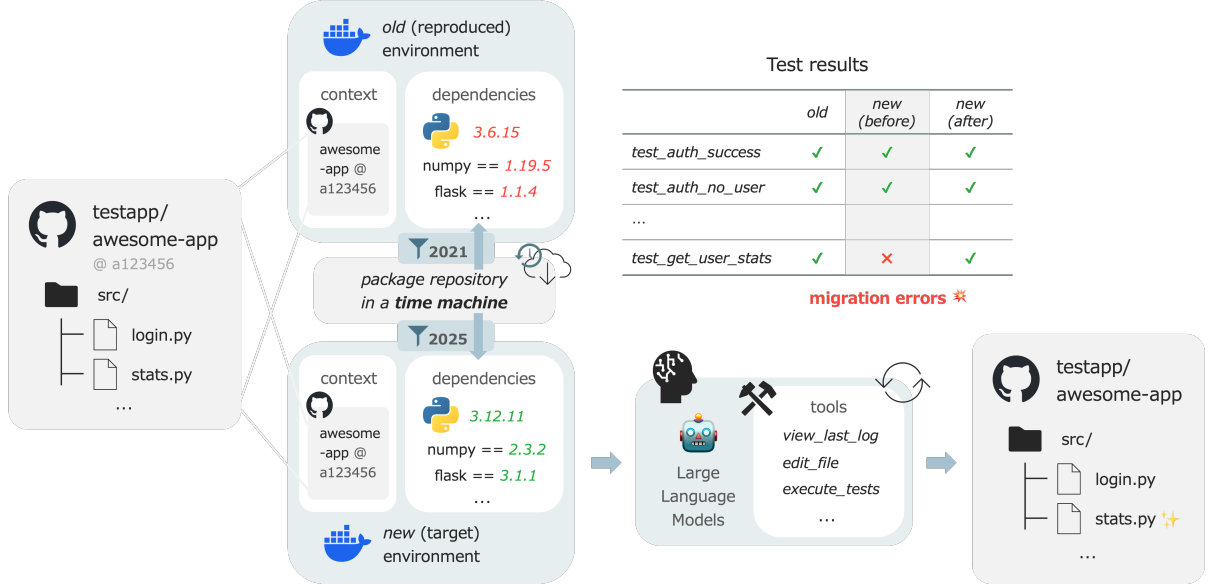 testapp/
awesome-app
@ a123456
src/
login.py
stats.py
...
old (reproduced)
environment
context
awesome
-app @
a123456
dependencies
3.6.15
numpy == 1.19.5
flask == 1.1.4
...
2021
package repository
in a time machine
2025
context
awesome
-app @
a123456
dependencies
3.12.11
numpy == 2.3.2
flask == 3.1.1
...
new (target)
environment
Test results
old
new
(before)
new
(after)
test_auth_success ✓ ✓ ✓
test_auth_no_user ✓ ✓ ✓
...
test_get_user_stats ✓ ✕ ✓
migration errors 💥
Large
Language
Models
tools
view_last_log
edit_file
execute_tests
...
testapp/
awesome-app
src/
login.py
stats.py ✨
...